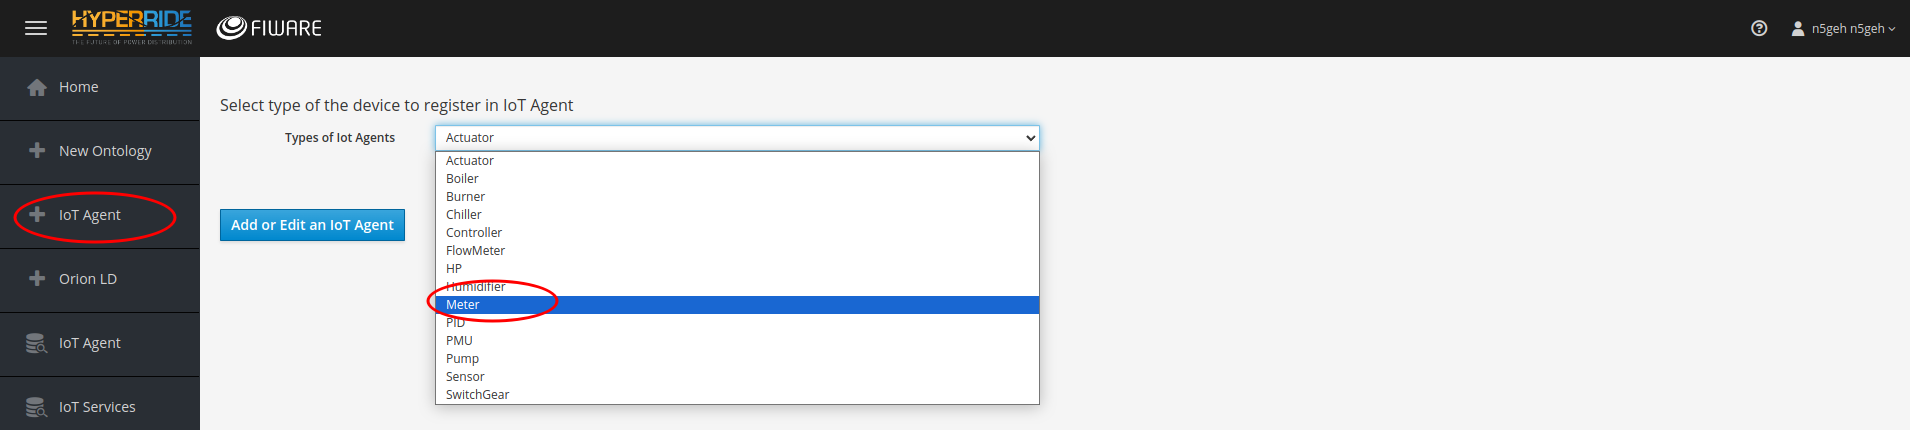 HYPERRIDE
THE FUTURE OF POWER DISTRIBUTION
FIWARE
n5geh n5geh
Home
New Ontology
IoT Agent
Orion LD
IoT Agent
IoT Services
Select type of the device to register in IoT Agent
Types of Iot Agents
Actuator
Actuator
Boiler
Burner
Chiller
Controller
FlowMeter
HP
Humidifier
Meter
PID
PMU
Pump
Sensor
SwitchGear
Add or Edit an IoT Agent